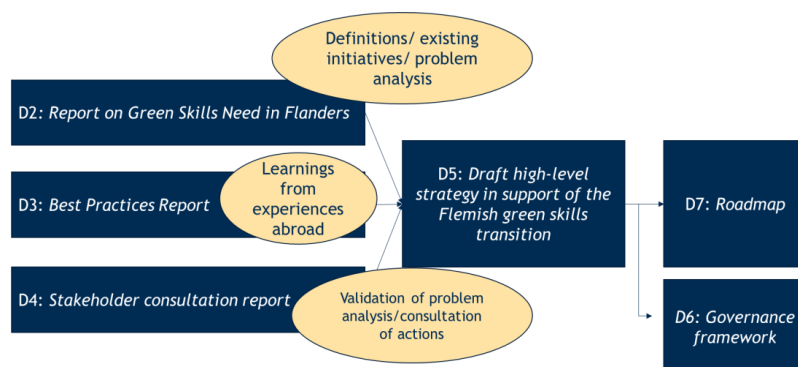 Definitions/ existing
initiatives/ problem
analysis
D2: Report on Green Skills Need in Flanders
Learnings
from
experiences
abroad
D3: Best Practices Report
D4: Stakeholder consultation report
Validation of problem
analysis/consultation
of actions
D5: Draft high-level
strategy in support of the
Flemish green skills
transition
D7: Roadmap
D6: Governance
framework